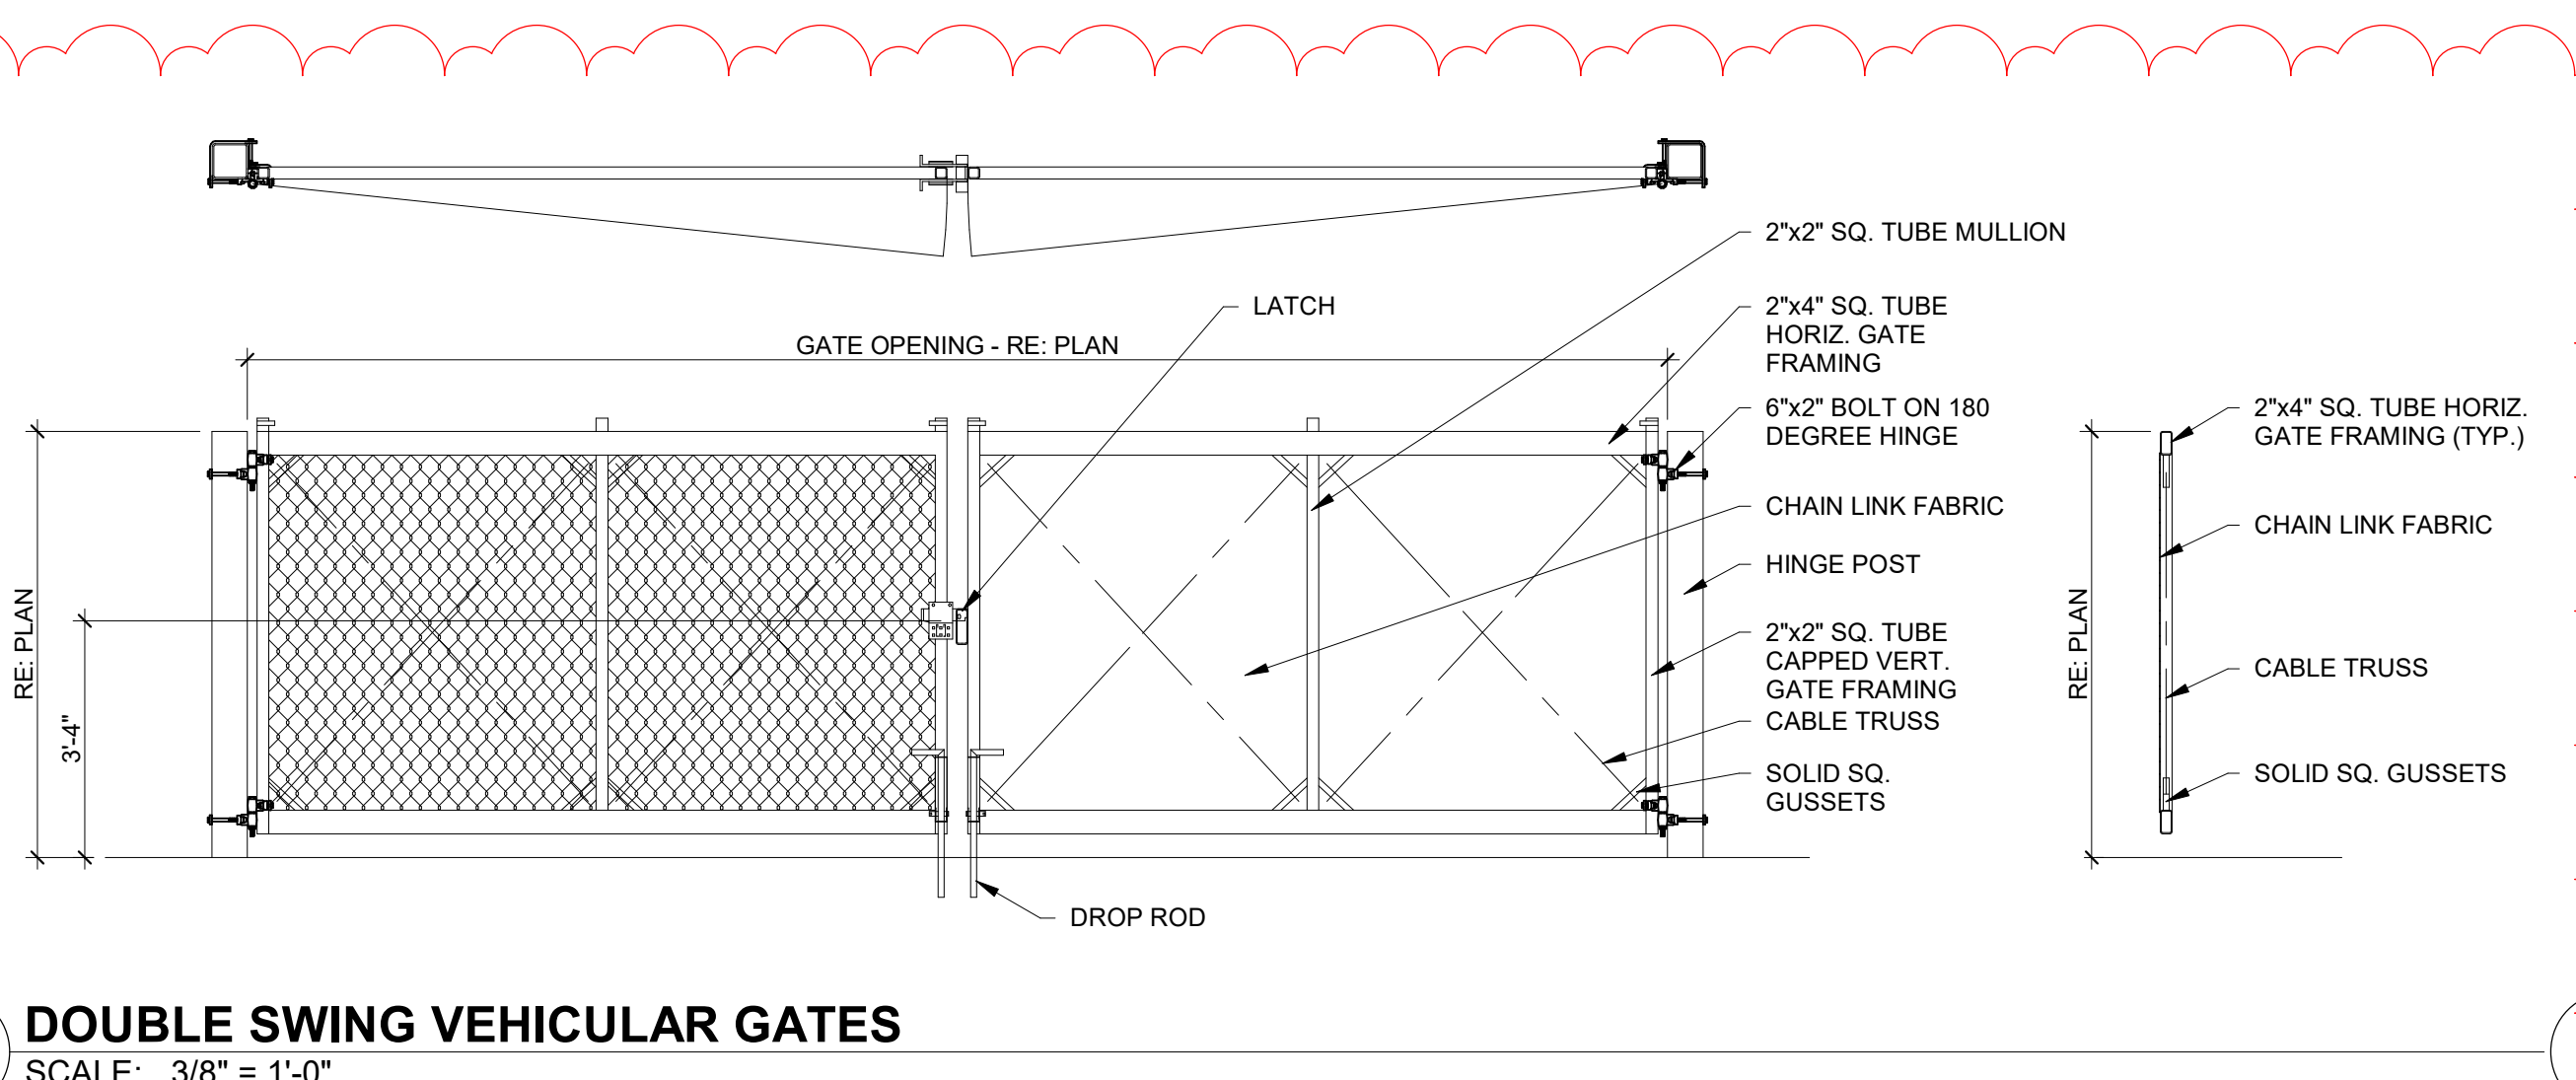 2"x2" SQ. TUBE MULLION
LATCH
2"x4" SQ. TUBE
HORIZ. GATE
FRAMING
GATE OPENING - RE: PLAN
6"x2" BOLT ON 180
DEGREE HINGE
2"x4" SQ. TUBE HORIZ.
GATE FRAMING (TYP.)
CHAIN LINK FABRIC
CHAIN LINK FABRIC
HINGE POST
RE: PLAN
3'-4"
2"x2" SQ. TUBE
CAPPED VERT.
GATE FRAMING
RE: PLAN
CABLE TRUSS
CABLE TRUSS
SOLID SQ.
GUSSETS
SOLID SQ. GUSSETS
DROP ROD
DOUBLE SWING VEHICULAR GATES
SCALE: 3/8" = 1'-0"